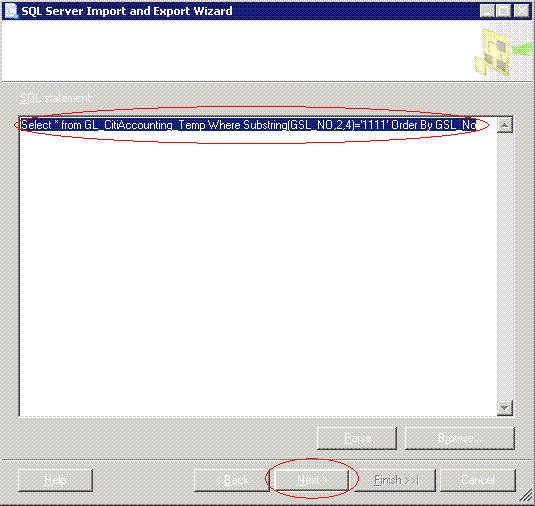 SQL Server Import and Export Wizard
SQL statement:
Select * from GL_CitiAccounting_Temp Where Substring(GSL_NO,2,4)='1111' Order By GSL_No
Parse
Browse...
Help
< Back
Next >
Finish >>|
Cancel